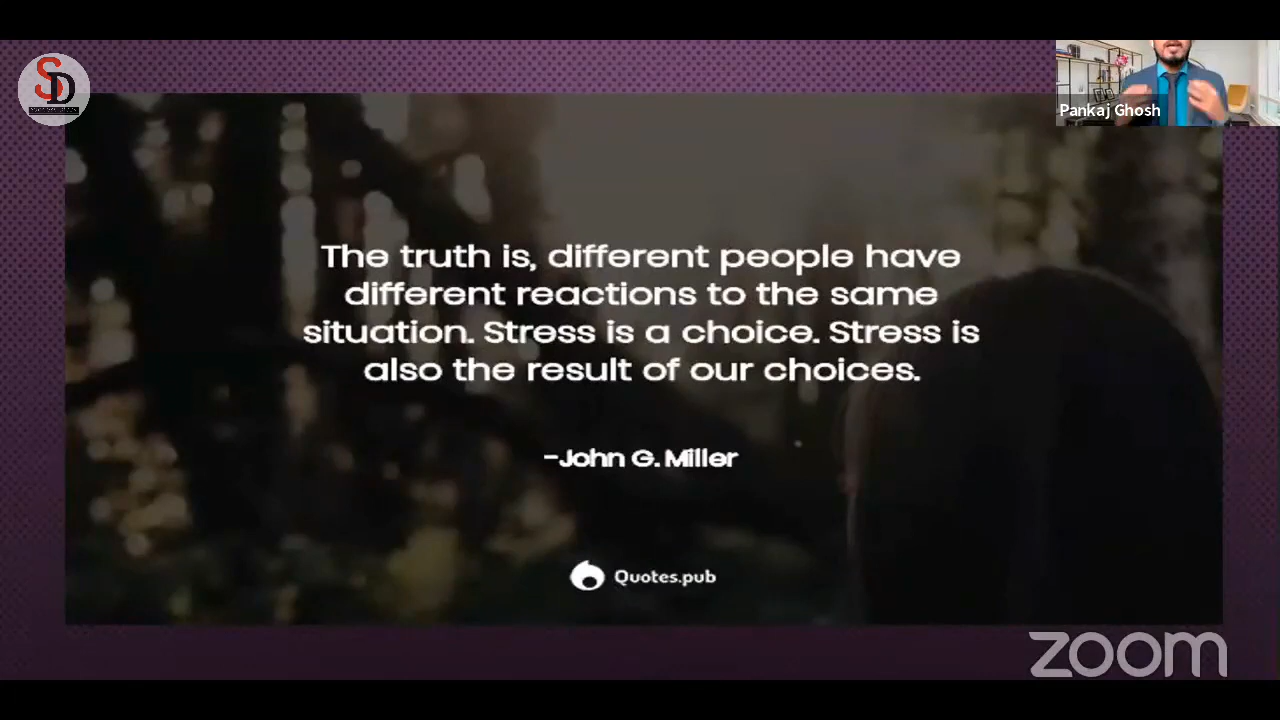 SD
Pankaj Ghosh
The truth is, different people have
different reactions to the same
situation. Stress is a choice. Stress is
also the result of our choices.
-John G. Miller
Quotes.pub
zoom